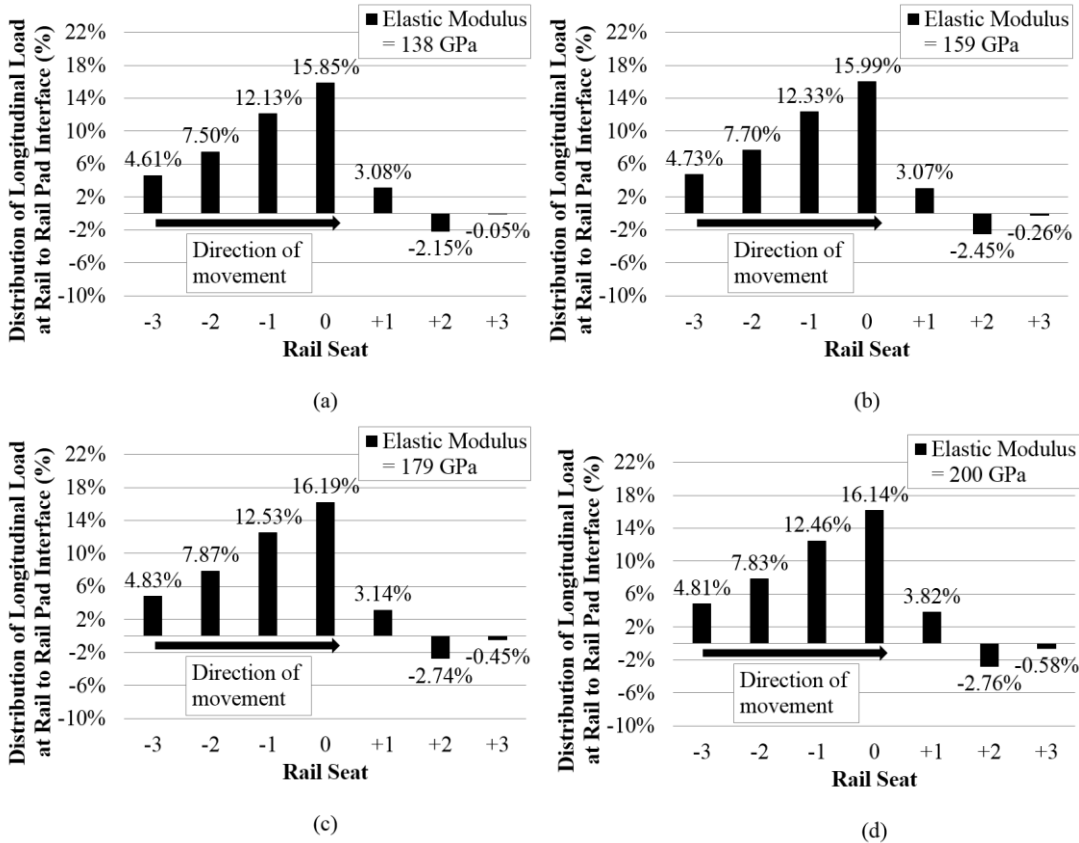 Distribution of Longitudinal Load
at Rail to Rail Pad Interface (%)
22%
18%
14%
10%
6%
2%
-2%
-6%
-10%
Elastic Modulus
= 138 GPa
4.61%
7.50%
12.13%
15.85%
3.08%
-2.15%
-0.05%
Direction of
movement
-3 -2 -1 0 +1 +2 +3
Rail Seat
(a)
Distribution of Longitudinal Load
at Rail to Rail Pad Interface (%)
22%
18%
14%
10%
6%
2%
-2%
-6%
-10%
Elastic Modulus
= 159 GPa
4.73%
7.70%
12.33%
15.99%
3.07%
-2.45%
-0.26%
Direction of
movement
-3 -2 -1 0 +1 +2 +3
Rail Seat
(b)
Distribution of Longitudinal Load
at Rail to Rail Pad Interface (%)
22%
18%
14%
10%
6%
2%
-2%
-6%
-10%
Elastic Modulus
= 179 GPa
4.83%
7.87%
12.53%
16.19%
3.14%
-2.74%
-0.45%
Direction of
movement
-3 -2 -1 0 +1 +2 +3
Rail Seat
(c)
Distribution of Longitudinal Load
at Rail to Rail Pad Interface (%)
22%
18%
14%
10%
6%
2%
-2%
-6%
-10%
Elastic Modulus
= 200 GPa
4.81%
7.83%
12.46%
16.14%
3.82%
-2.76%
-0.58%
Direction of
movement
-3 -2 -1 0 +1 +2 +3
Rail Seat
(d)